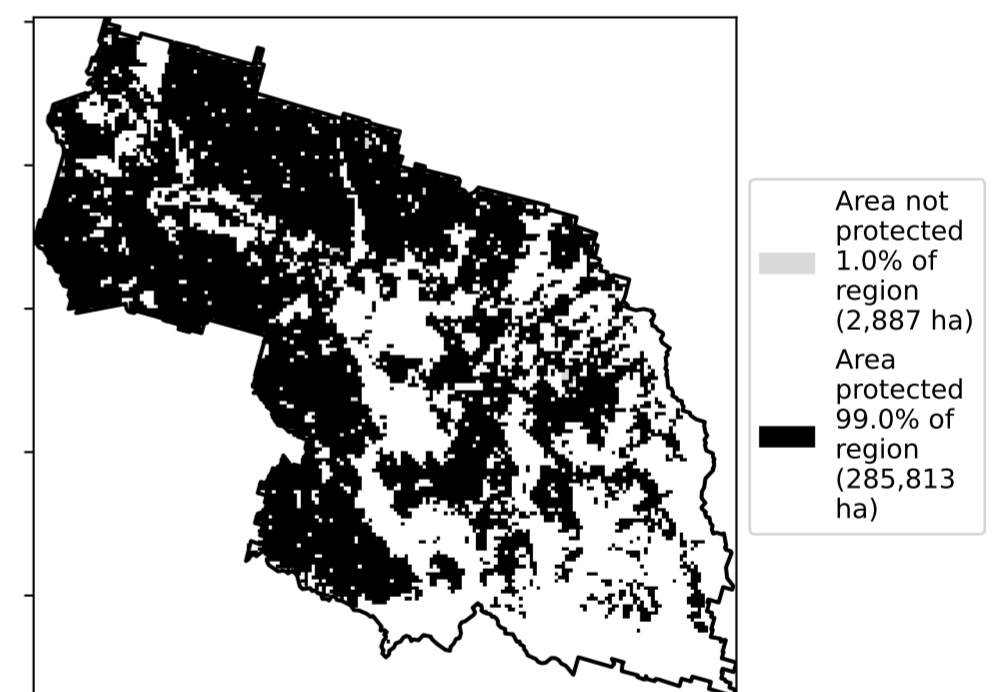 Area not
protected
1.0% of
region
(2,887 ha)
Area
protected
99.0% of
region
(285,813
ha)